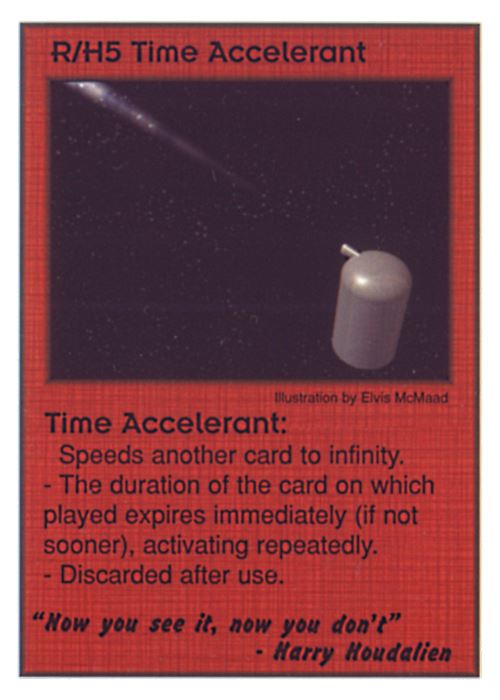 R/H5 Time Accelerant
Illustration by Elvis McMaad
Time Accelerant:
Speeds another card to infinity.
- The duration of the card on which
played expires immediately (if not
sooner), activating repeatedly.
- Discarded after use.
"Now you see it, now you don't"
- Harry Houdalien